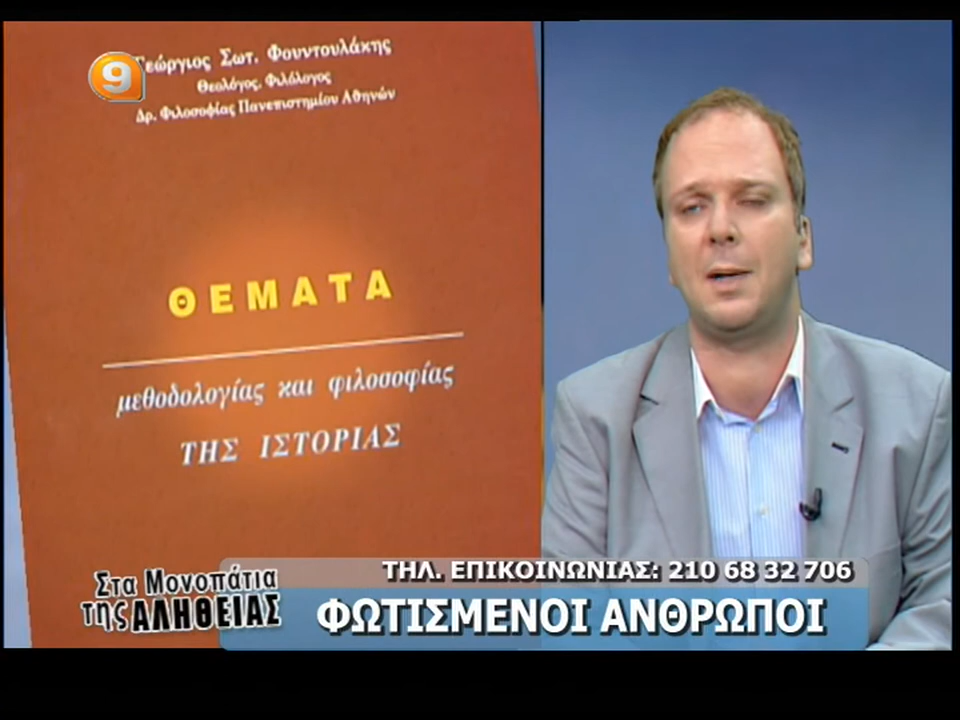 9
Γεώργιος Σωτ. Φουντουλάκης
Θεολόγος, Φιλόλογος
Δρ. Φιλοσοφίας Πανεπιστημίου Αθηνών
ΘΕΜΑΤΑ
μεθοδολογίας και φιλοσοφίας
ΤΗΣ ΙΣΤΟΡΙΑΣ
Στα Μονοπάτια
της ΑΛΗΘΕΙΑΣ
ΤΗΛ. ΕΠΙΚΟΙΝΩΝΙΑΣ: 210 68 32 706
ΦΩΤΙΣΜΕΝΟΙ ΑΝΘΡΩΠΟΙ